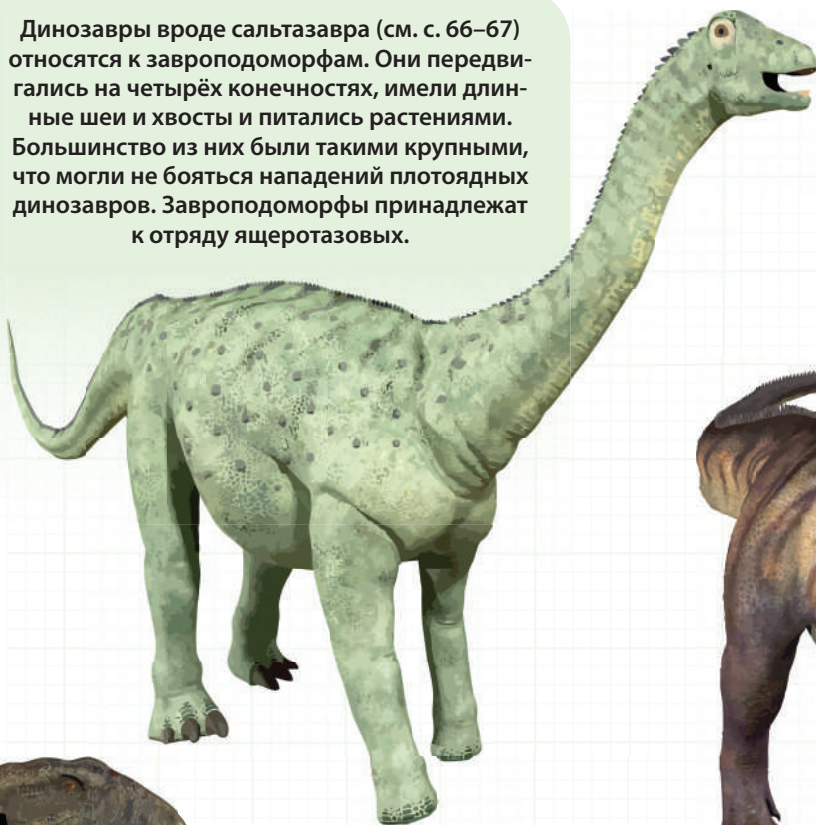 Динозавры вроде сальтазавра (см. с. 66–67)
относятся к завроподоморфам. Они передви-
гались на четырёх конечностях, имели длин-
ные шеи и хвосты и питались растениями.
Большинство из них были такими крупными,
что могли не бояться нападений плотоядных
динозавров. Завроподоморфы принадлежат
к отряду ящеротазовых.